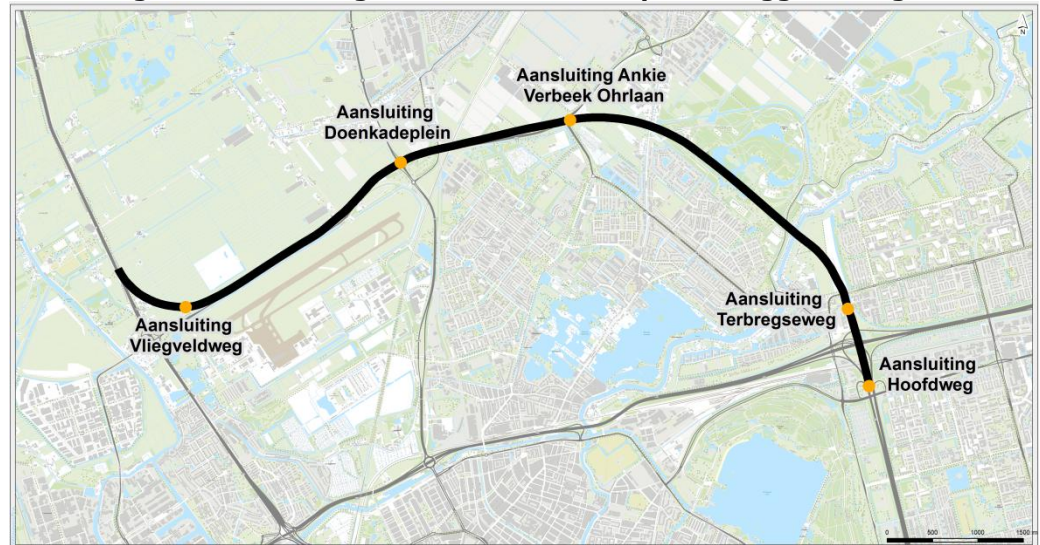 Aansluiting Ankie
Verbeek Ohrlaan
Aansluiting
Doenkadeplein
Aansluiting
Vliegveldweg
Aansluiting
Terbregseweg
Aansluiting
Hoofdweg
N
0 500 1000 1500 m